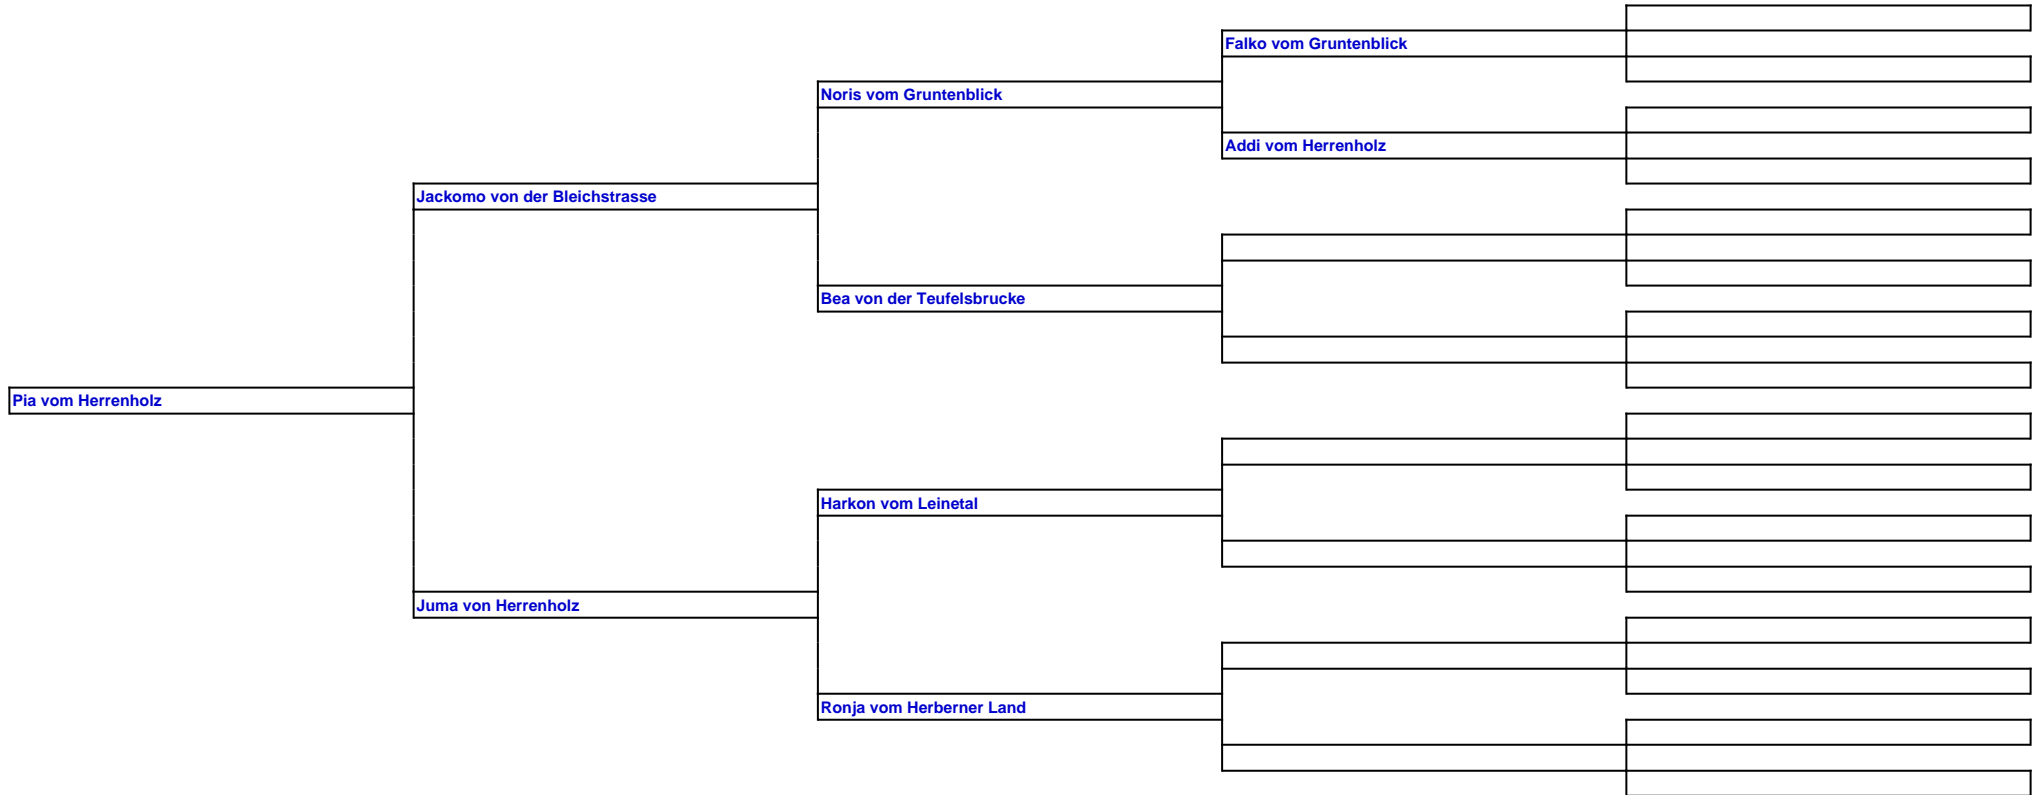 Falko vom Gruntenblick
Noris vom Gruntenblick
Addi vom Herrenholz
Jackomo von der Bleichstrasse
Bea von der Teufelsbrucke
Pia vom Herrenholz
Harkon vom Leinetal
Juma von Herrenholz
Ronja vom Herberner Land